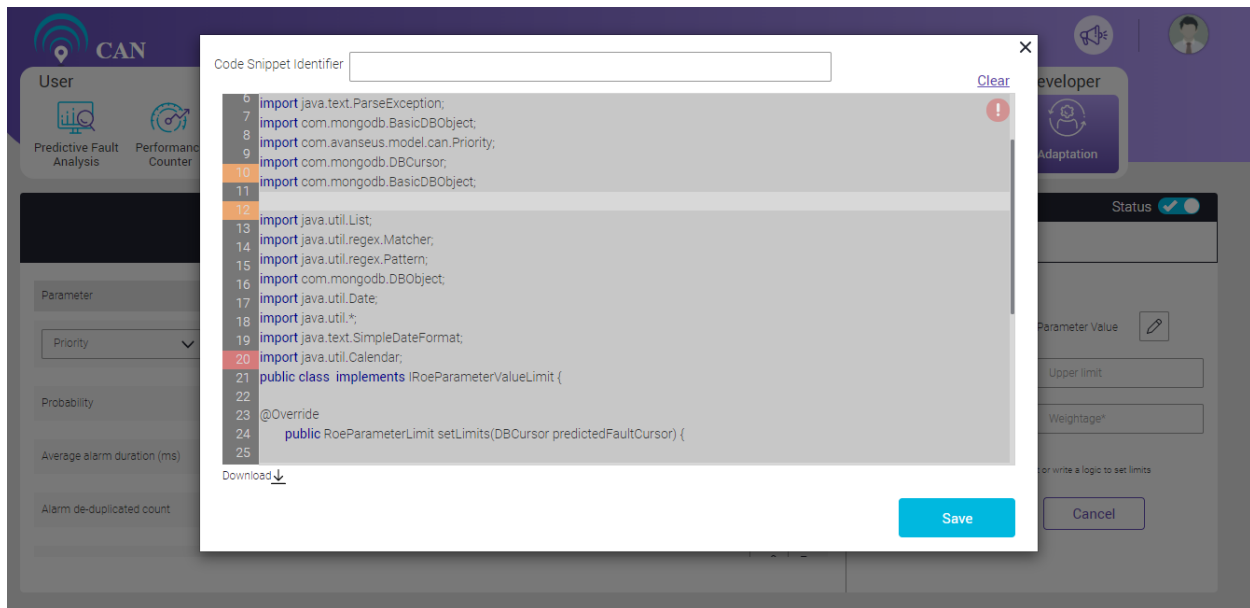 CAN
User
Predictive Fault
Analysis
Performanc
Counter
eveloper
Adaptation
Status
Parameter
Priority
Probability
Average alarm duration (ms)
Alarm de-duplicated count
Parameter Value
Upper limit
Weightage*
t or write a logic to set limits
Cancel
Code Snippet Identifier
Clear
6 import java.text.ParseException;
7 import com.mongodb.BasicDBObject;
8 import com.avanseus.model.can.Priority;
9 import com.mongodb.DBCursor;
10 import com.mongodb.BasicDBObject;
11
12
13 import java.util.List;
14 import java.util.regex.Matcher;
15 import java.util.regex.Pattern;
16 import com.mongodb.DBObject;
17 import java.util.Date;
18 import java.util.*;
19 import java.text.SimpleDateFormat;
20 import java.util.Calendar;
21 public class implements IRoeParameterValueLimit {
22
23 @Override
24 public RoeParameterLimit setLimits(DBCursor predictedFaultCursor) {
25
Download
Save